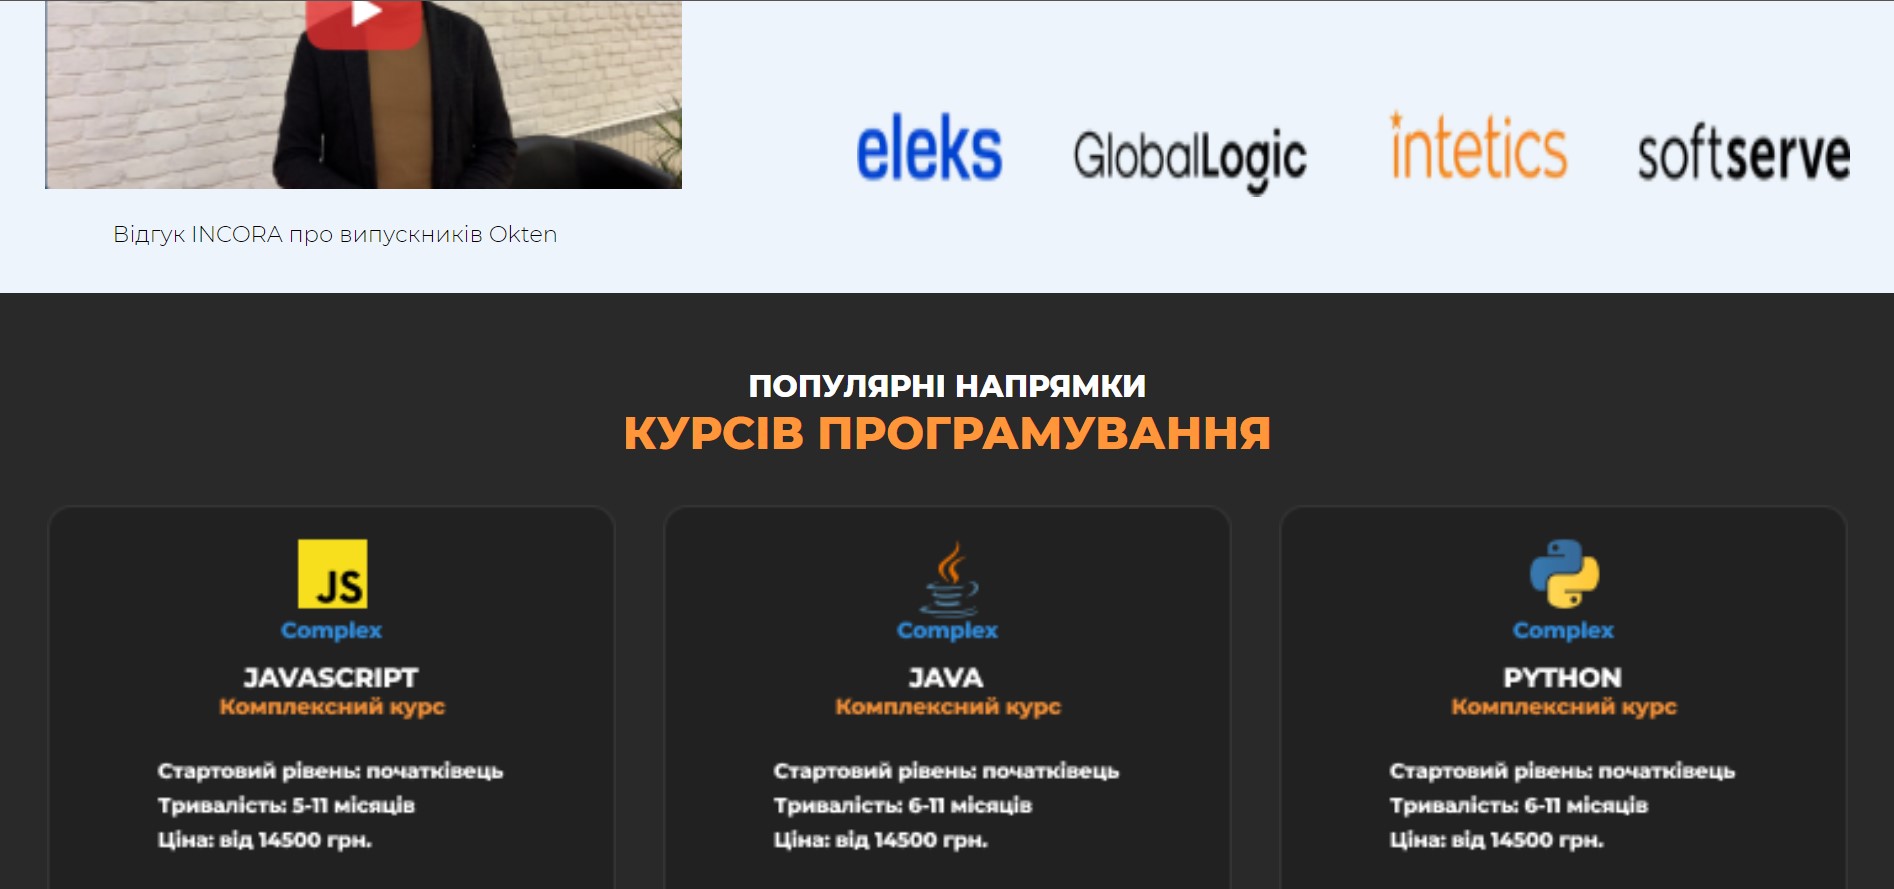 eleks
GlobalLogic
intetics
softserve
Відгук INCORA про випускників Okten
ПОПУЛЯРНІ НАПРЯМКИ
КУРСІВ ПРОГРАМУВАННЯ
JS
Complex
JAVASCRIPT
Комплексний курс
Стартовий рівень: початківець
Тривалість: 5-11 місяців
Ціна: від 14500 грн.
Complex
JAVA
Комплексний курс
Стартовий рівень: початківець
Тривалість: 6-11 місяців
Ціна: від 14500 грн.
Complex
PYTHON
Комплексний курс
Стартовий рівень: початківець
Тривалість: 6-11 місяців
Ціна: від 14500 грн.